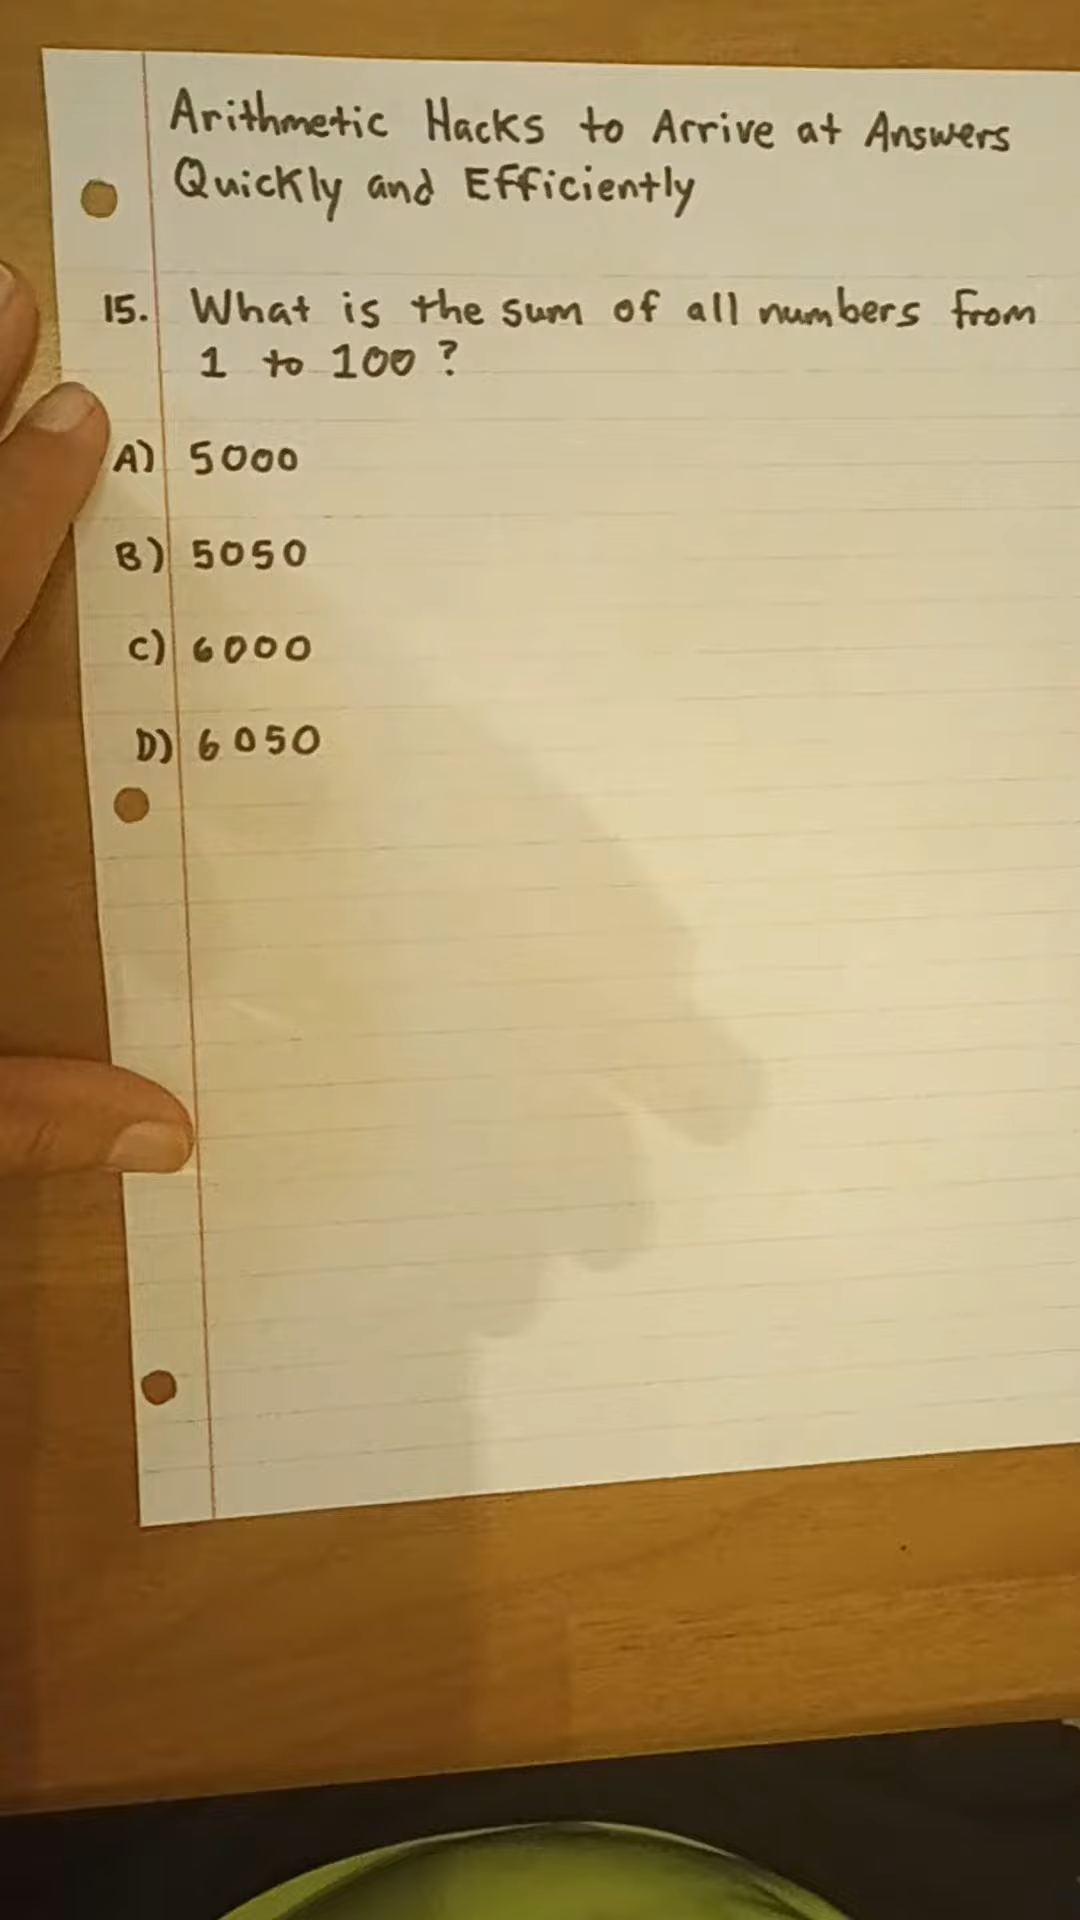 Arithmetic Hacks to Arrive at Answers
Quickly and Efficiently
15. What is the sum of all numbers from
1 to 100?
A) 5000
B) 5050
C) 6000
D) 6050